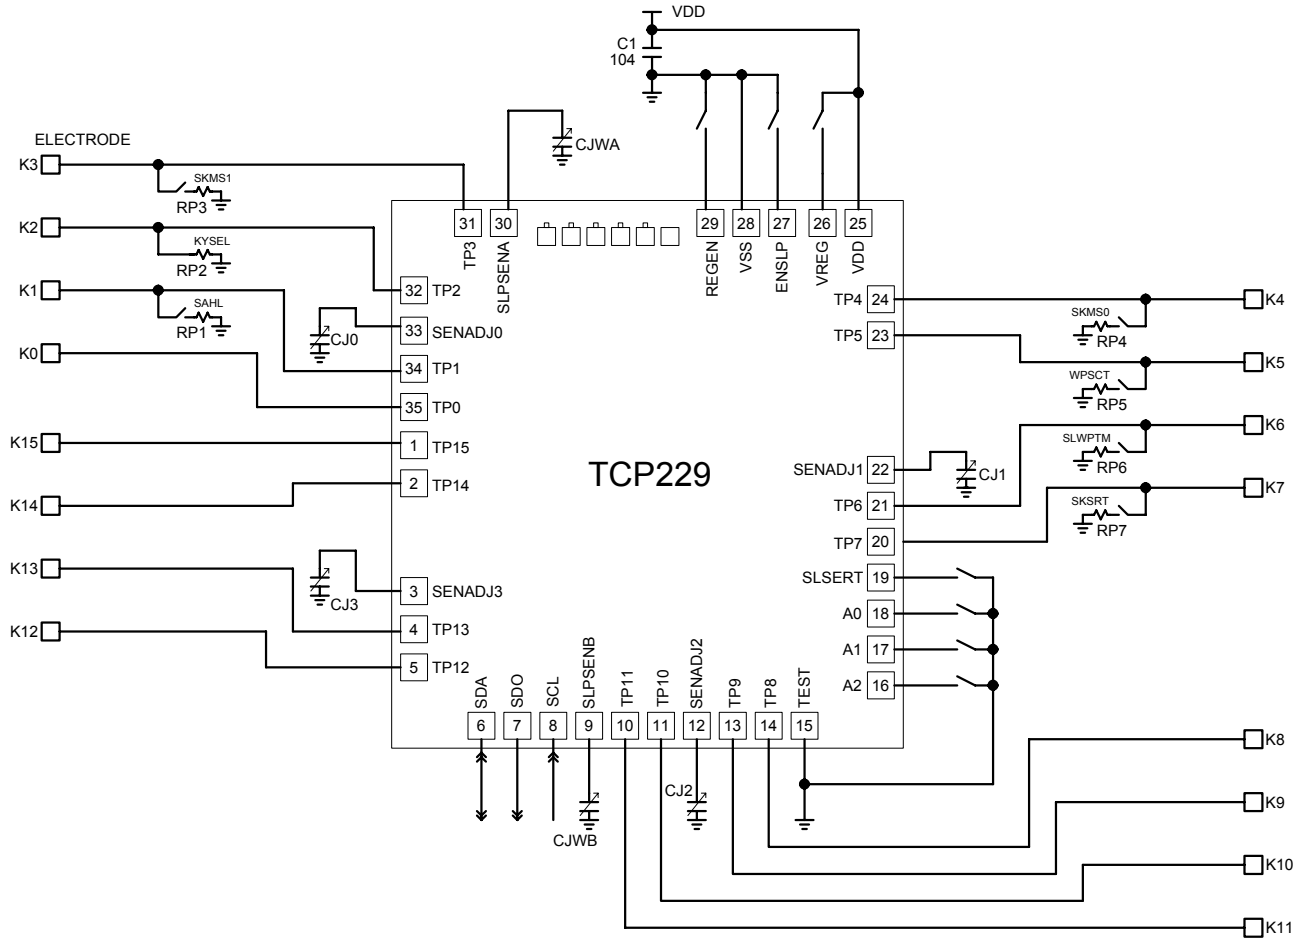 VDD
C1
104
CJWA
ELECTRODE
K3
SKMS1
RP3
K2
KYSEL
RP2
K1
SAHL
RP1
K0
K15
K14
K13
K12
31
30
29
28
27
26
25
TP3
SLPSENA
REGEN
VSS
ENSLP
VREG
VDD
32 TP2
33 SENADJ0
CJ0
34 TP1
35 TP0
1 TP15
2 TP14
3 SENADJ3
CJ3
4 TP13
5 TP12
TCP229
TP4 24
TP5 23
SENADJ1 22
CJ1
TP6 21
TP7 20
SLSERT 19
A0 18
A1 17
A2 16
K4
SKMS0
RP4
K5
WPSCT
RP5
K6
SLWPTM
RP6
K7
SKSRT
RP7
SDA
SDO
SCL
SLPSENB
TP11
TP10
SENADJ2
TP9
TP8
TEST
6
7
8
9
10
11
12
13
14
15
CJWB
CJ2
K8
K9
K10
K11